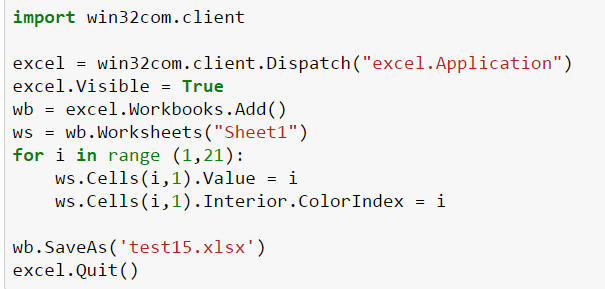 import win32com.client
excel = win32com.client.Dispatch("excel.Application")
excel.Visible = True
wb = excel.Workbooks.Add()
ws = wb.Worksheets("Sheet1")
for i in range (1,21):
    ws.Cells(i,1).Value = i
    ws.Cells(i,1).Interior.ColorIndex = i
wb.SaveAs('test15.xlsx')
excel.Quit()